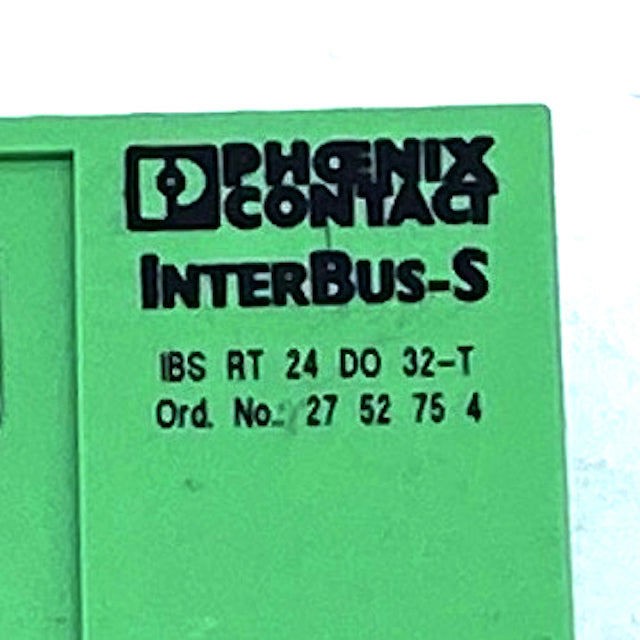 PHOENIX
CONTACT
INTERBUS-S
IBS RT 24 DO 32-T
Ord. No.: 27 52 75 4